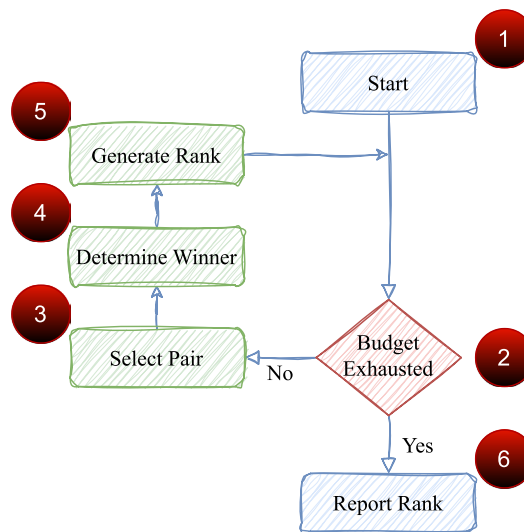 1
Start
5
Generate Rank
4
Determine Winner
3
Select Pair
No
Budget
Exhausted
2
Yes
6
Report Rank